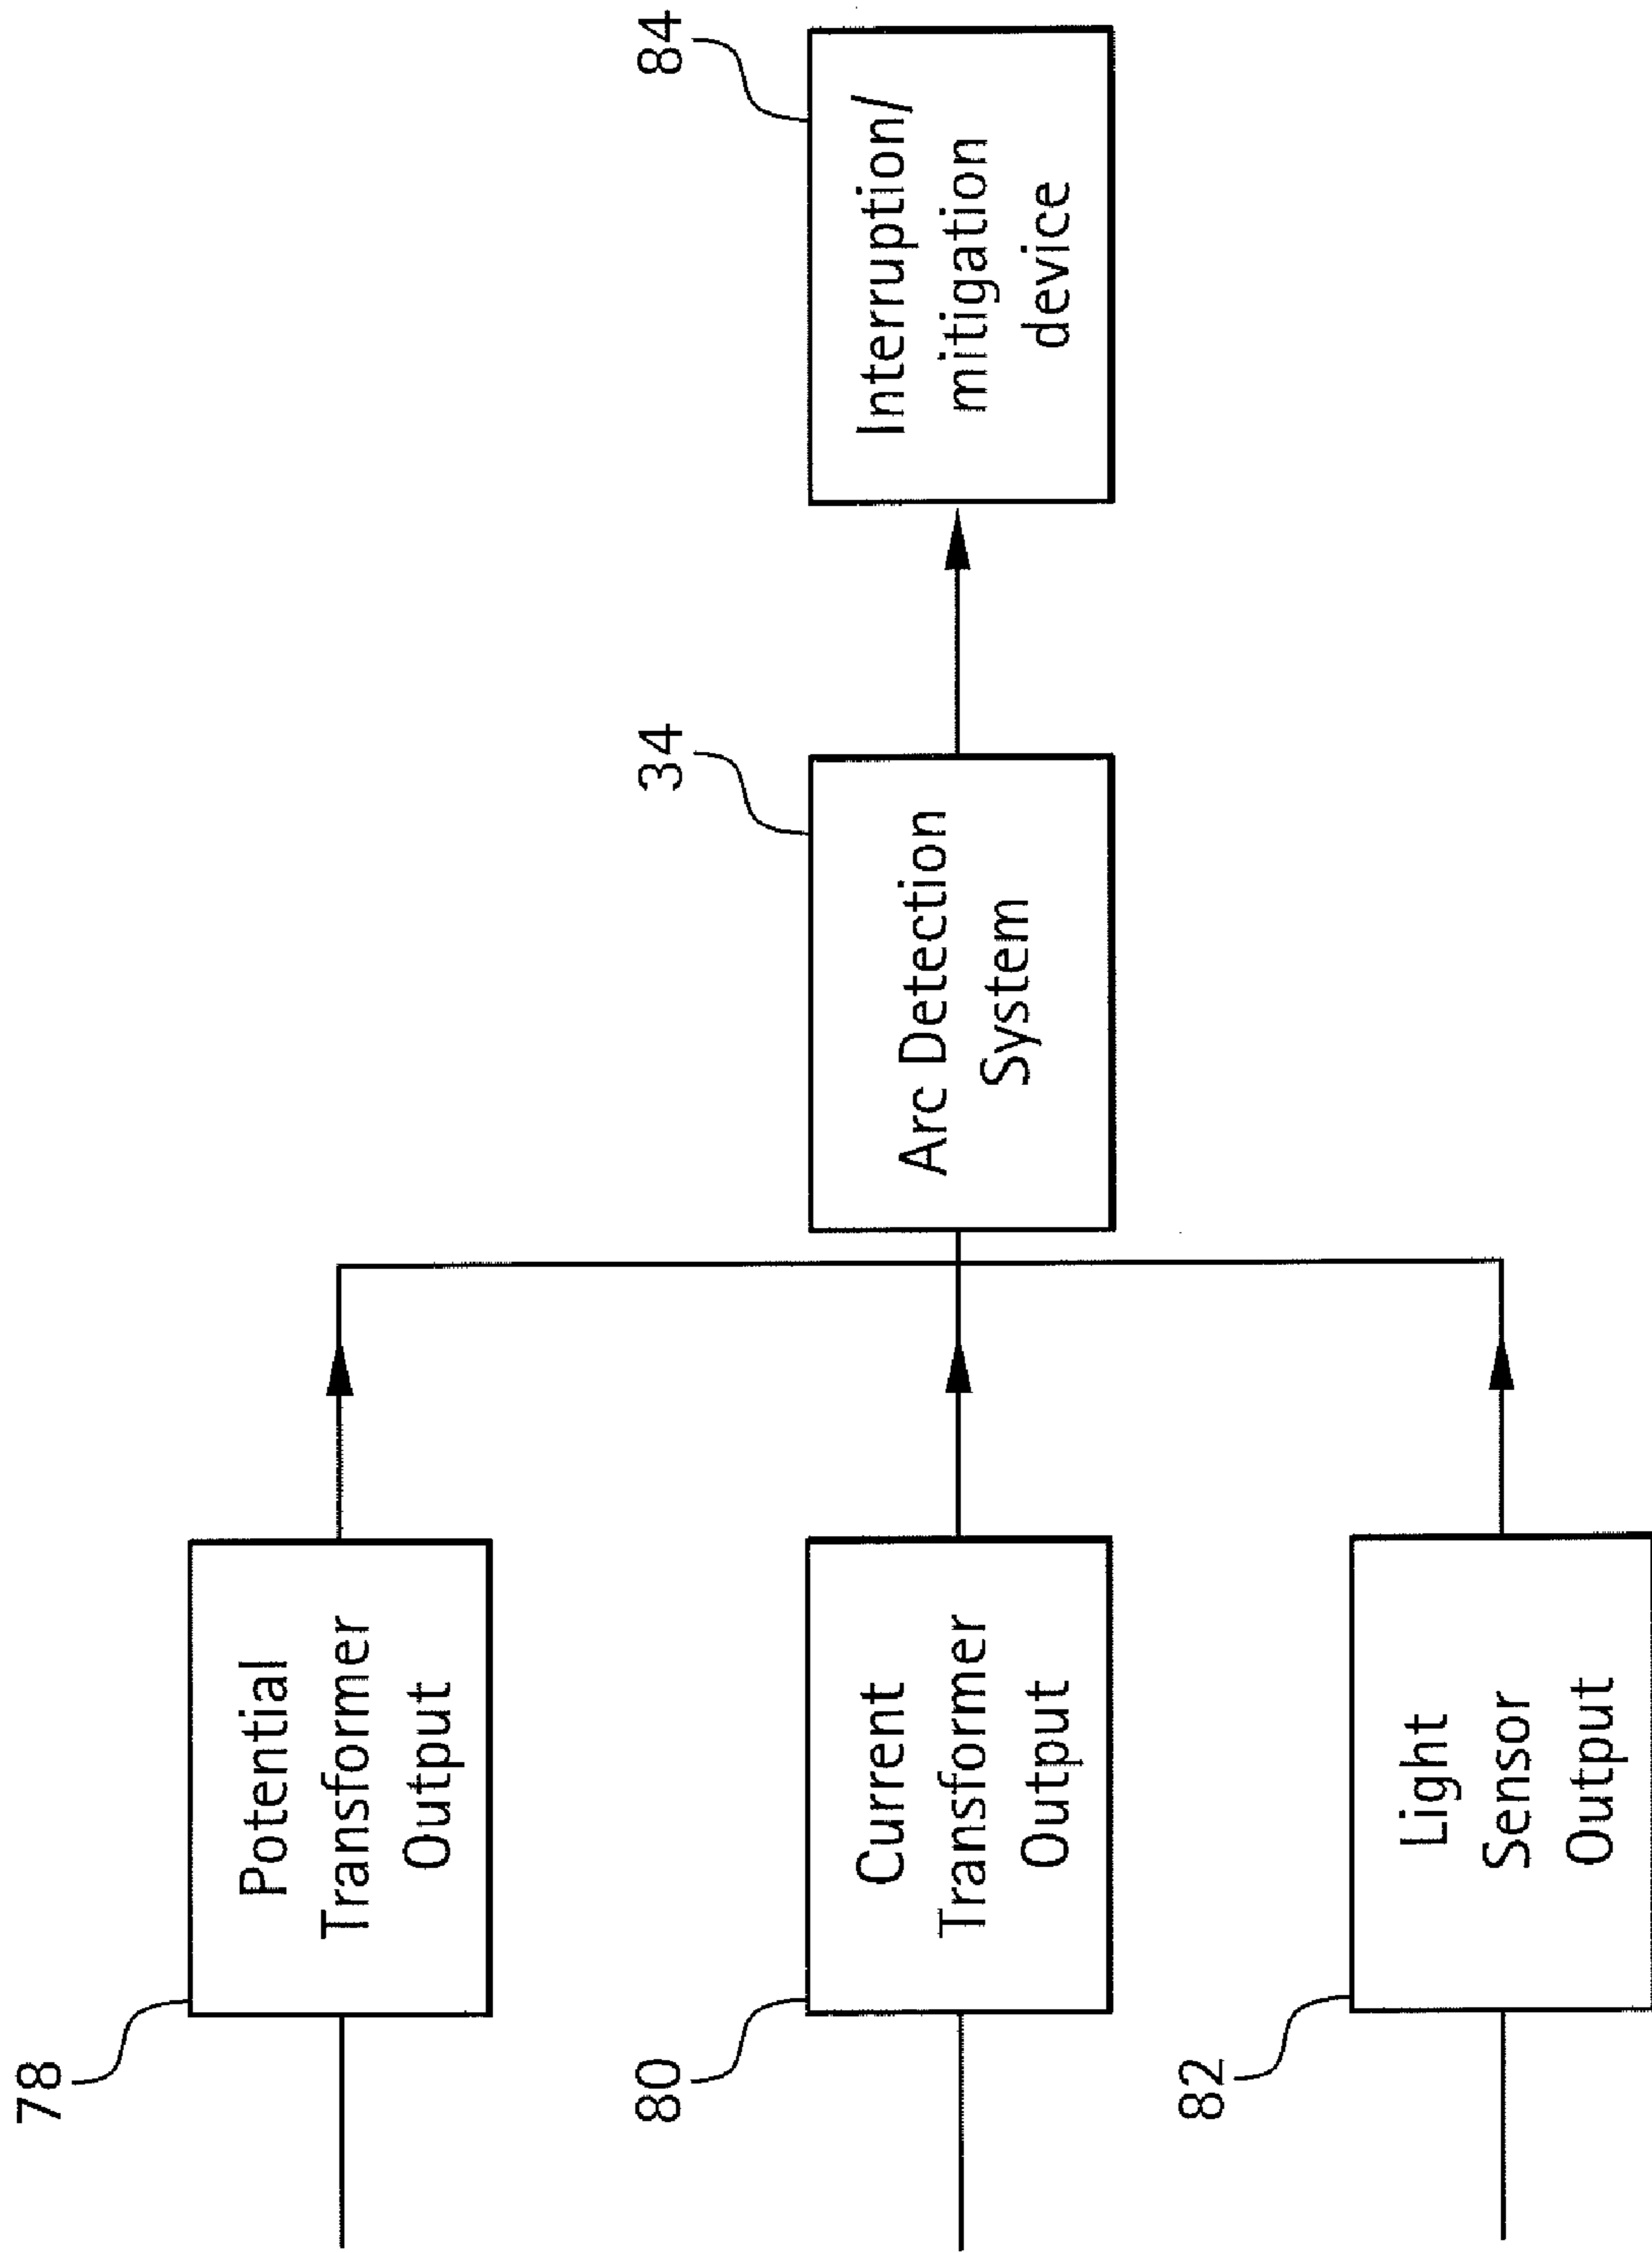 78
Potential
Transformer
Output
80
Current
Transformer
Output
82
Light
Sensor
Output
34
Arc Detection
System
84
Interruption/
mitigation
device